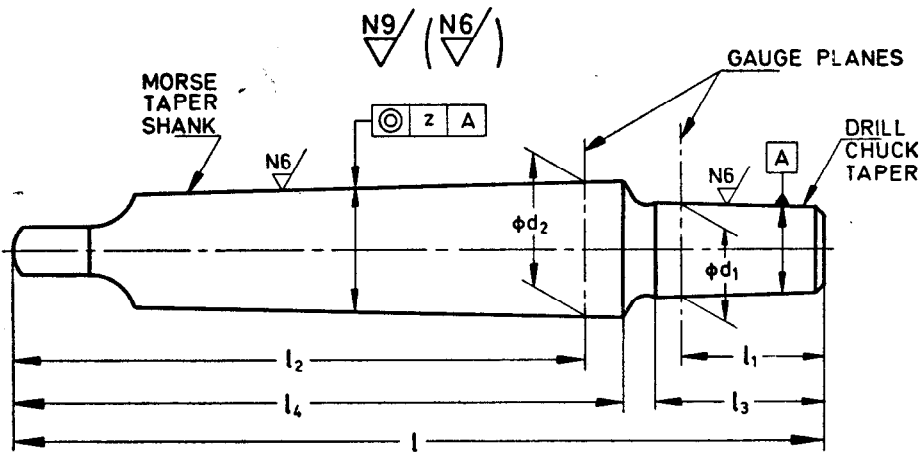 N9 (N6)
GAUGE PLANES
MORSE
TAPER
SHANK
◎ z A
DRILL
CHUCK
TAPER
A
N6
N6
ϕd₂
ϕd₁
l₂
l₁
l₄
l₃
l